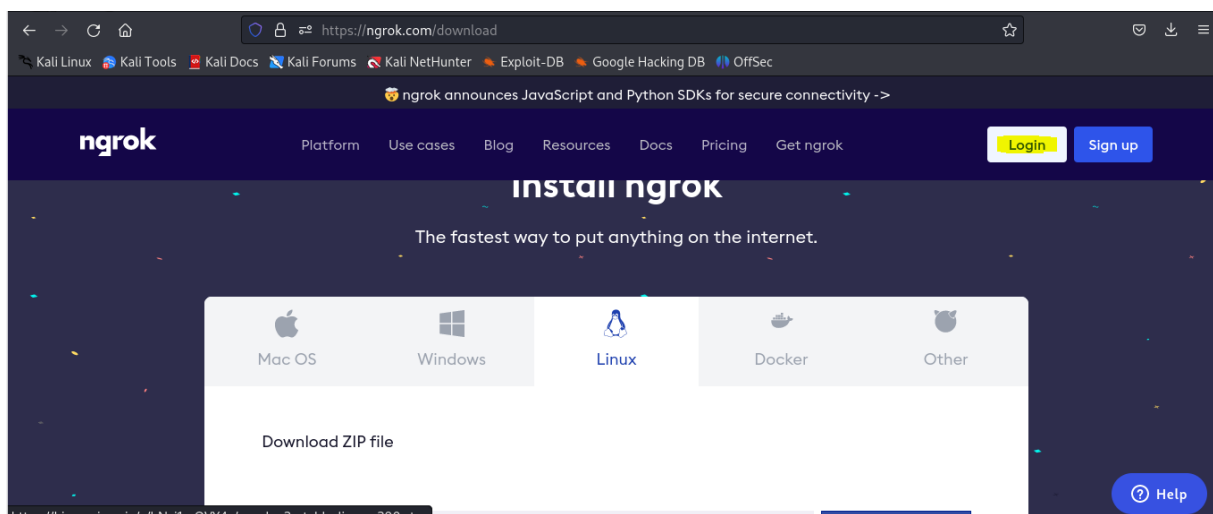 https://ngrok.com/download
Kali Linux Kali Tools Kali Docs Kali Forums Kali NetHunter Exploit-DB Google Hacking DB OffSec
🤯 ngrok announces JavaScript and Python SDKs for secure connectivity ->
ngrok Platform Use cases Blog Resources Docs Pricing Get ngrok Login Sign up
Install ngrok
The fastest way to put anything on the internet.
Mac OS Windows Linux Docker Other
Download ZIP file
Help